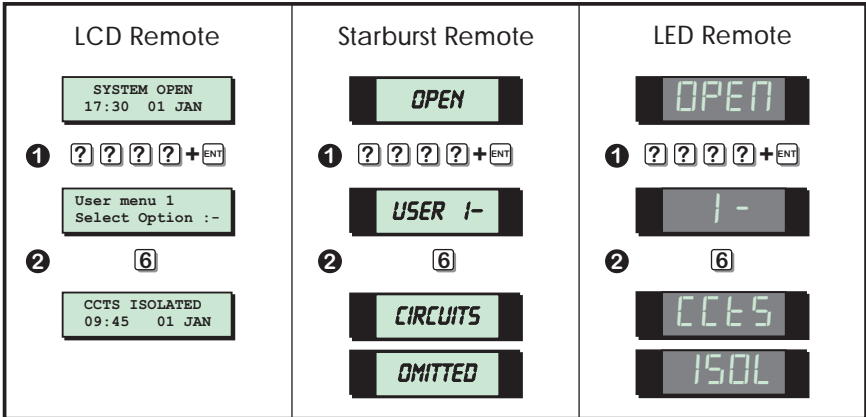 LCD Remote
SYSTEM OPEN
17:30 01 JAN
1 ? ? ? ? + ENT
User menu 1
Select Option :-
2 6
CCTS ISOLATED
09:45 01 JAN
Starburst Remote
OPEN
1 ? ? ? ? + ENT
USER 1-
2 6
CIRCUITS
OMITTED
LED Remote
OPEn
1 ? ? ? ? + ENT
1 -
2 6
CCtS
ISOL